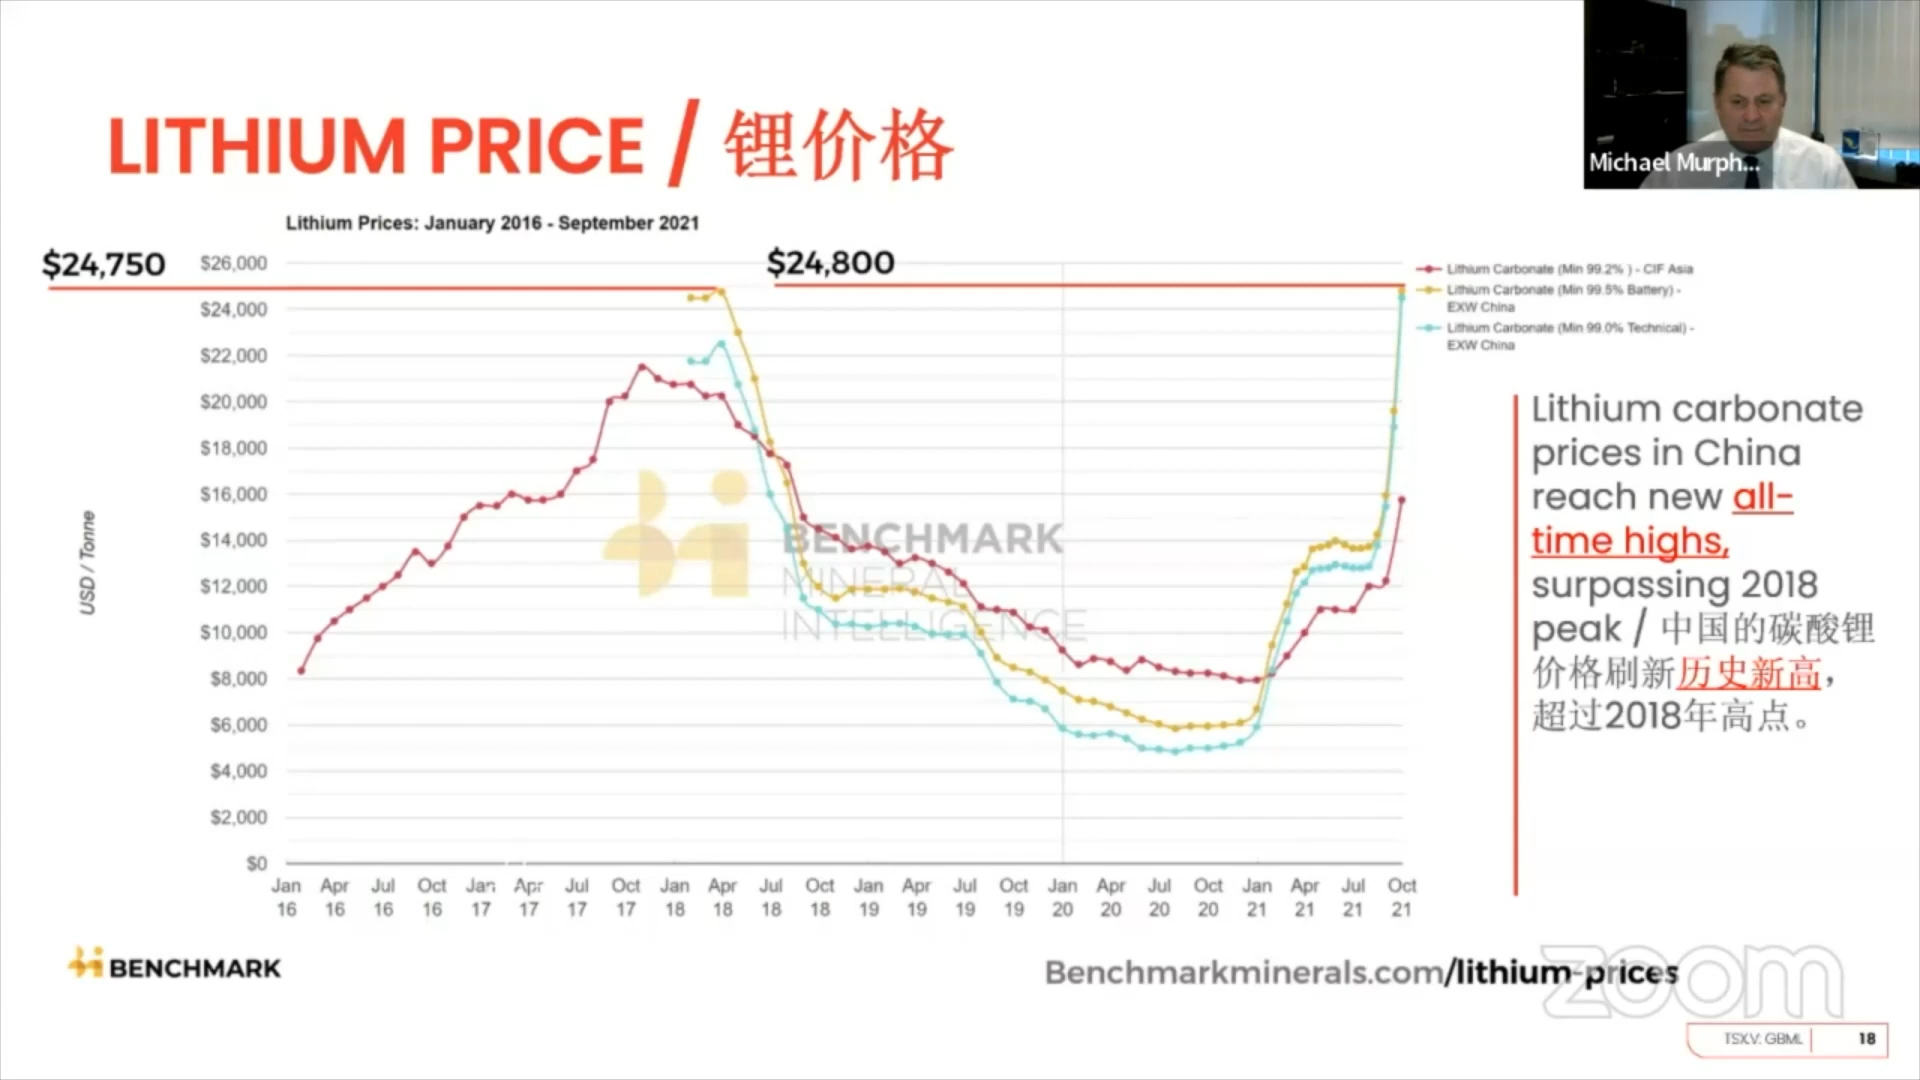 LITHIUM PRICE / 锂价格
Michael Murph...
Lithium Prices: January 2016 - September 2021
$24,750
$24,800
$26,000
$24,000
$22,000
$20,000
$18,000
$16,000
$14,000
$12,000
$10,000
$8,000
$6,000
$4,000
$2,000
$0
USD / Tonne
Jan Apr Jul Oct Jan Apr Jul Oct Jan Apr Jul Oct Jan Apr Jul Oct Jan Apr Jul Oct Jan Apr Jul Oct
16 16 16 16 17 17 17 17 18 18 18 18 19 19 19 19 20 20 20 20 21 21 21 21
Lithium Carbonate (Min 99.2% ) - CIF Asia
Lithium Carbonate (Min 99.5% Battery) -
EXW China
Lithium Carbonate (Min 99.0% Technical) -
EXW China
BENCHMARK
MINERAL
INTELLIGENCE
Lithium carbonate
prices in China
reach new all-
time highs,
surpassing 2018
peak / 中国的碳酸锂
价格刷新历史新高，
超过2018年高点。
BENCHMARK
Benchmarkminerals.com/lithium-prices
zoom
TSX.V: GBML
18